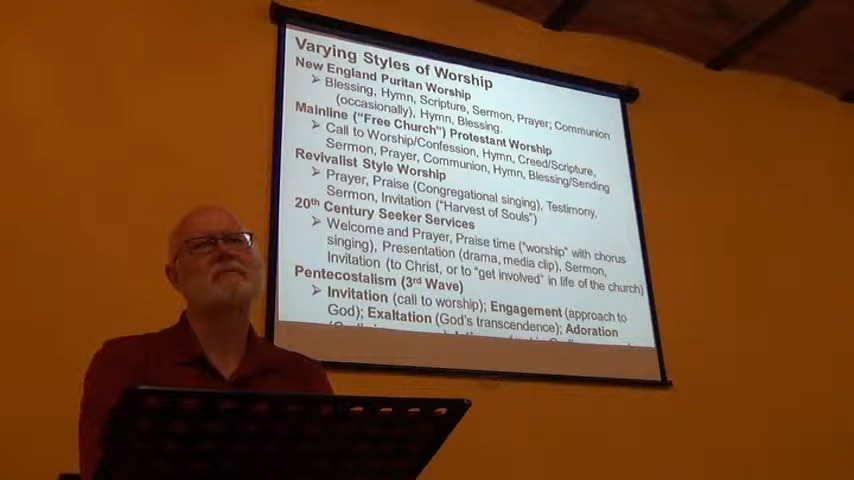 Varying Styles of Worship
New England Puritan Worship
➢ Blessing, Hymn, Scripture, Sermon, Prayer; Communion
(occasionally), Hymn, Blessing.
Mainline ("Free Church") Protestant Worship
➢ Call to Worship/Confession, Hymn, Creed/Scripture,
Sermon, Prayer, Communion, Hymn, Blessing/Sending
Revivalist Style Worship
➢ Prayer, Praise (Congregational singing), Testimony,
Sermon, Invitation ("Harvest of Souls")
20th Century Seeker Services
➢ Welcome and Prayer, Praise time ("worship" with chorus
singing), Presentation (drama, media clip), Sermon,
Invitation (to Christ, or to "get involved" in life of the church)
Pentecostalism (3rd Wave)
➢ Invitation (call to worship); Engagement (approach to
God); Exaltation (God's transcendence); Adoration